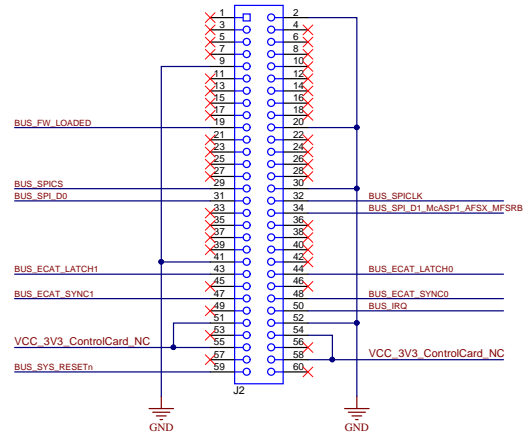 1 2
3 4
5 6
7 8
9 10
11 12
13 14
15 16
17 18
BUS_FW_LOADED 19 20
21 22
23 24
25 26
27 28
BUS_SPICS 29 30
BUS_SPI_D0 31 32 BUS_SPICLK
33 34 BUS_SPI_D1_McASP1_AFSX_MFSRB
35 36
37 38
39 40
41 42
BUS_ECAT_LATCH1 43 44 BUS_ECAT_LATCH0
45 46
BUS_ECAT_SYNC1 47 48 BUS_ECAT_SYNC0
49 50 BUS_IRQ
51 52
53 54
VCC_3V3_ControlCard_NC 55 56
57 58 VCC_3V3_ControlCard_NC
BUS_SYS_RESETn 59 60
J2
GND GND